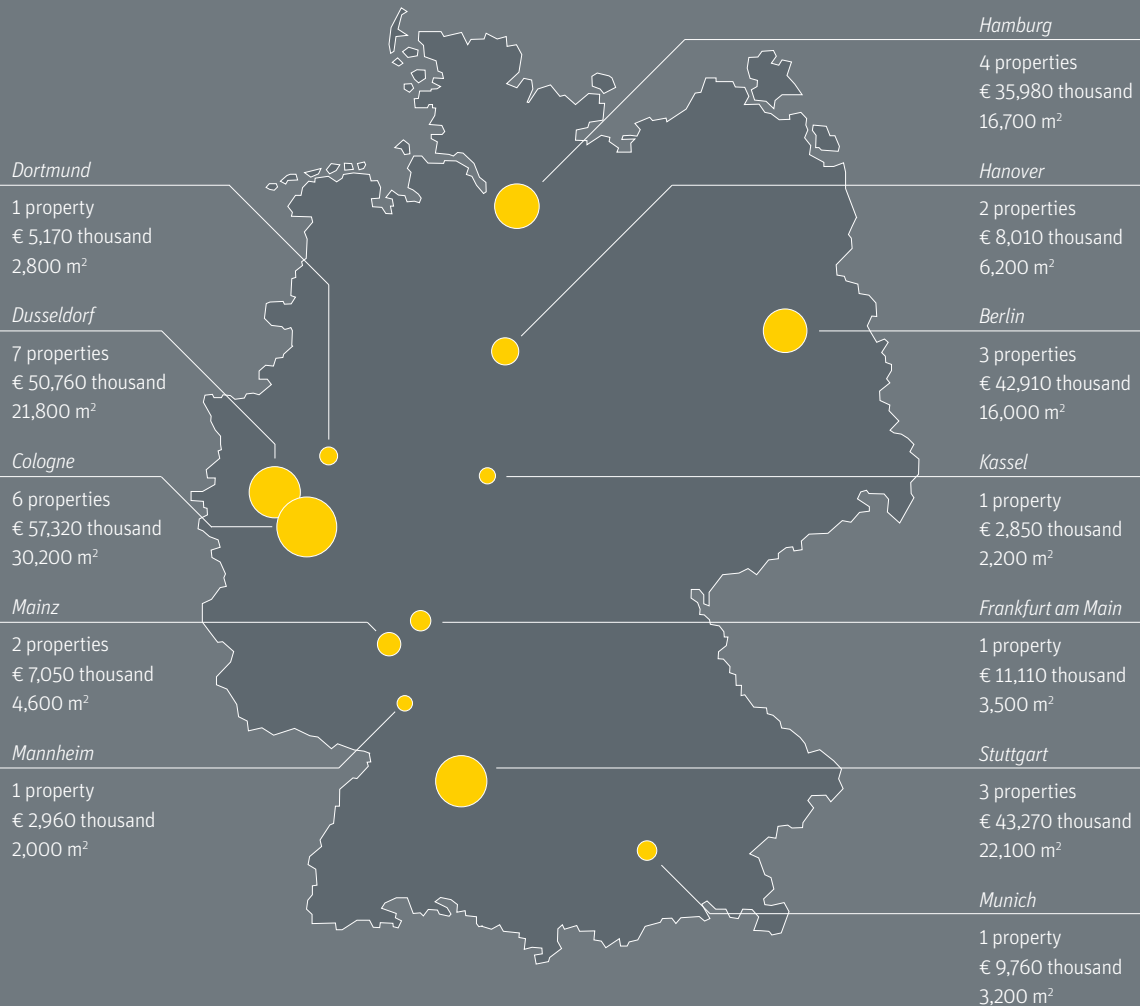 Dortmund
1 property
€ 5,170 thousand
2,800 m²
Dusseldorf
7 properties
€ 50,760 thousand
21,800 m²
Cologne
6 properties
€ 57,320 thousand
30,200 m²
Mainz
2 properties
€ 7,050 thousand
4,600 m²
Mannheim
1 property
€ 2,960 thousand
2,000 m²
Hamburg
4 properties
€ 35,980 thousand
16,700 m²
Hanover
2 properties
€ 8,010 thousand
6,200 m²
Berlin
3 properties
€ 42,910 thousand
16,000 m²
Kassel
1 property
€ 2,850 thousand
2,200 m²
Frankfurt am Main
1 property
€ 11,110 thousand
3,500 m²
Stuttgart
3 properties
€ 43,270 thousand
22,100 m²
Munich
1 property
€ 9,760 thousand
3,200 m²